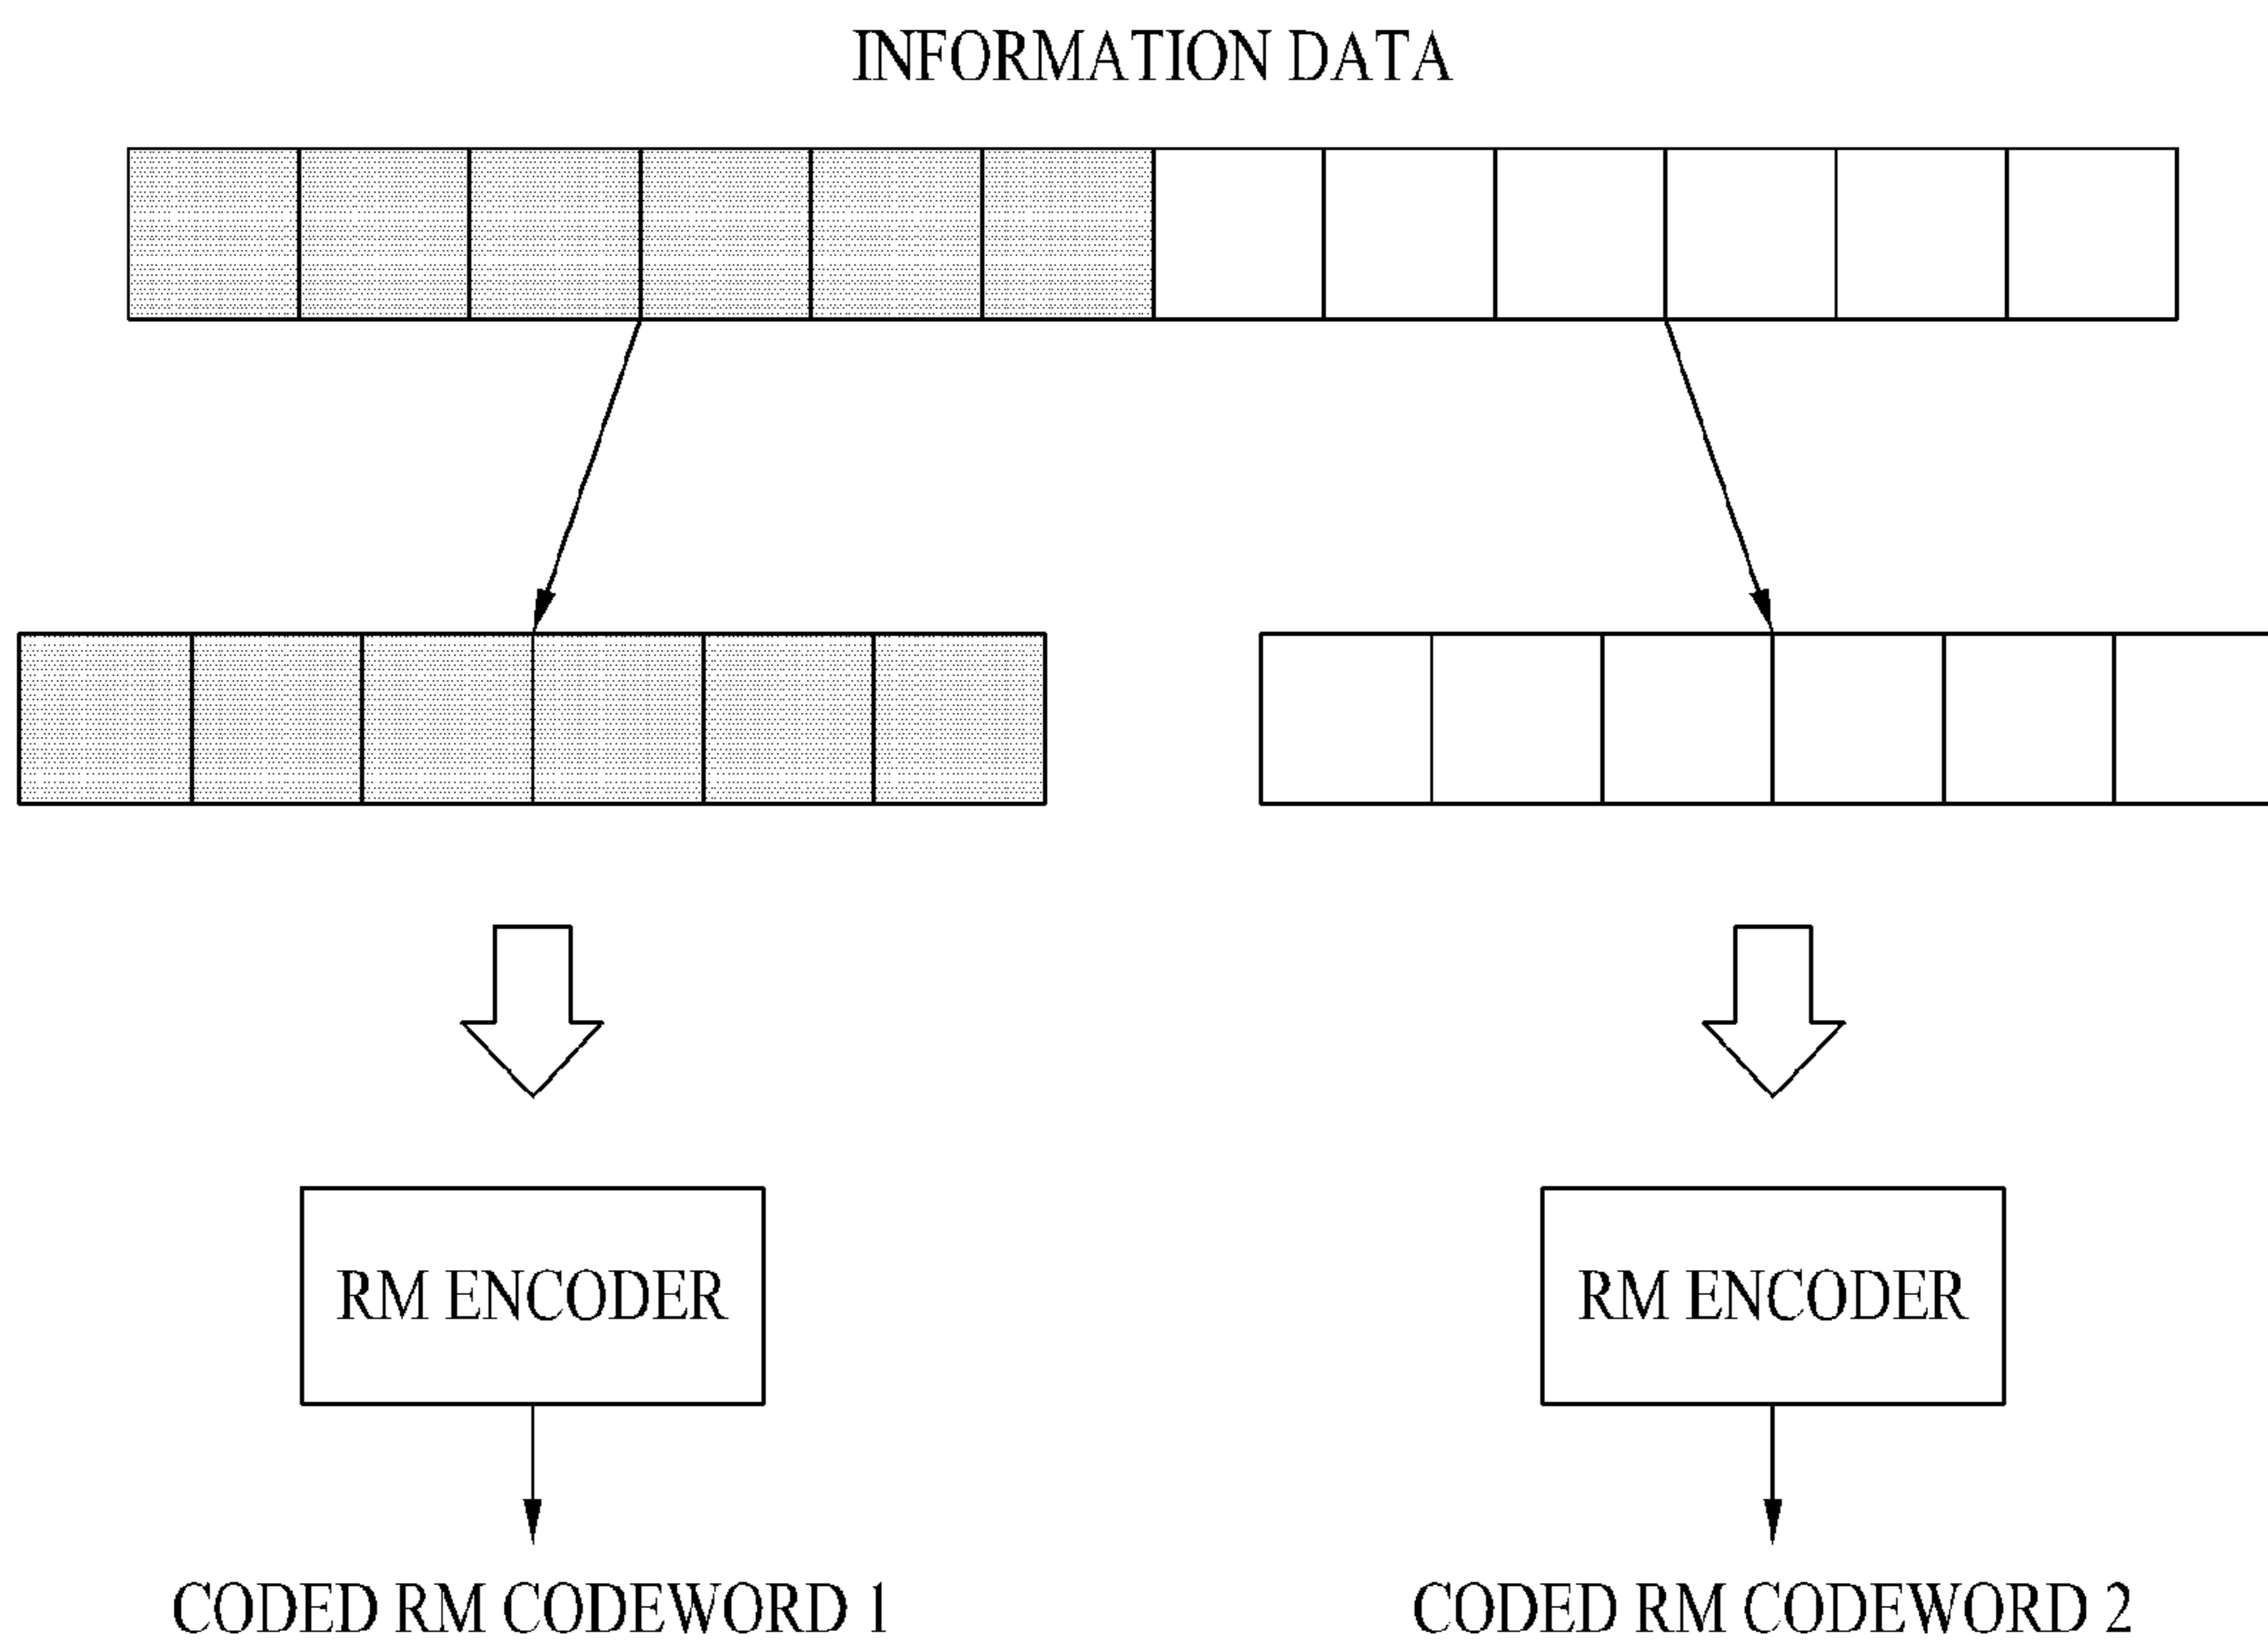 INFORMATION DATA
RM ENCODER
RM ENCODER
CODED RM CODEWORD 1
CODED RM CODEWORD 2